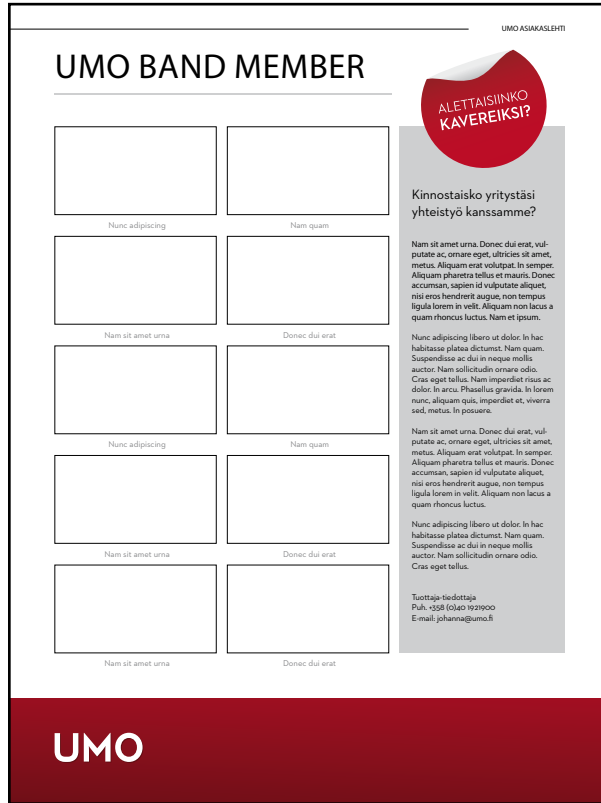 UMO ASIAKASLEHTI
UMO BAND MEMBER
ALETTAISIINKO
KAVEREIKSI?
Nunc adipiscing
Nam quam
Nam sit amet urna
Donec dui erat
Nunc adipiscing
Nam quam
Nam sit amet urna
Donec dui erat
Nam sit amet urna
Donec dui erat
Kinnostaisko yritystäsi
yhteistyö kanssamme?
Nam sit amet urna. Donec dui erat, vul-
putate ac, ornare eget, ultricies sit amet,
metus. Aliquam erat volutpat. In semper.
Aliquam pharetra tellus et mauris. Donec
accumsan, sapien id vulputate aliquet,
nisi eros hendrerit augue, non tempus
ligula lorem in velit. Aliquam non lacus a
quam rhoncus luctus. Nam et ipsum.
Nunc adipiscing libero ut dolor. In hac
habitasse platea dictumst. Nam quam.
Suspendisse ac dui in neque mollis
auctor. Nam sollicitudin ornare odio.
Cras eget tellus. Nam imperdiet risus ac
dolor. In arcu. Phasellus gravida. In lorem
nunc, aliquam quis, imperdiet et, viverra
sed, metus. In posuere.
Nam sit amet urna. Donec dui erat, vul-
putate ac, ornare eget, ultricies sit amet,
metus. Aliquam erat volutpat. In semper.
Aliquam pharetra tellus et mauris. Donec
accumsan, sapien id vulputate aliquet,
nisi eros hendrerit augue, non tempus
ligula lorem in velit. Aliquam non lacus a
quam rhoncus luctus.
Nunc adipiscing libero ut dolor. In hac
habitasse platea dictumst. Nam quam.
Suspendisse ac dui in neque mollis
auctor. Nam sollicitudin ornare odio.
Cras eget tellus.
Tuottaja-tiedottaja
Puh. +358 (0)40 1921900
E-mail: johanna@umo.fi
UMO